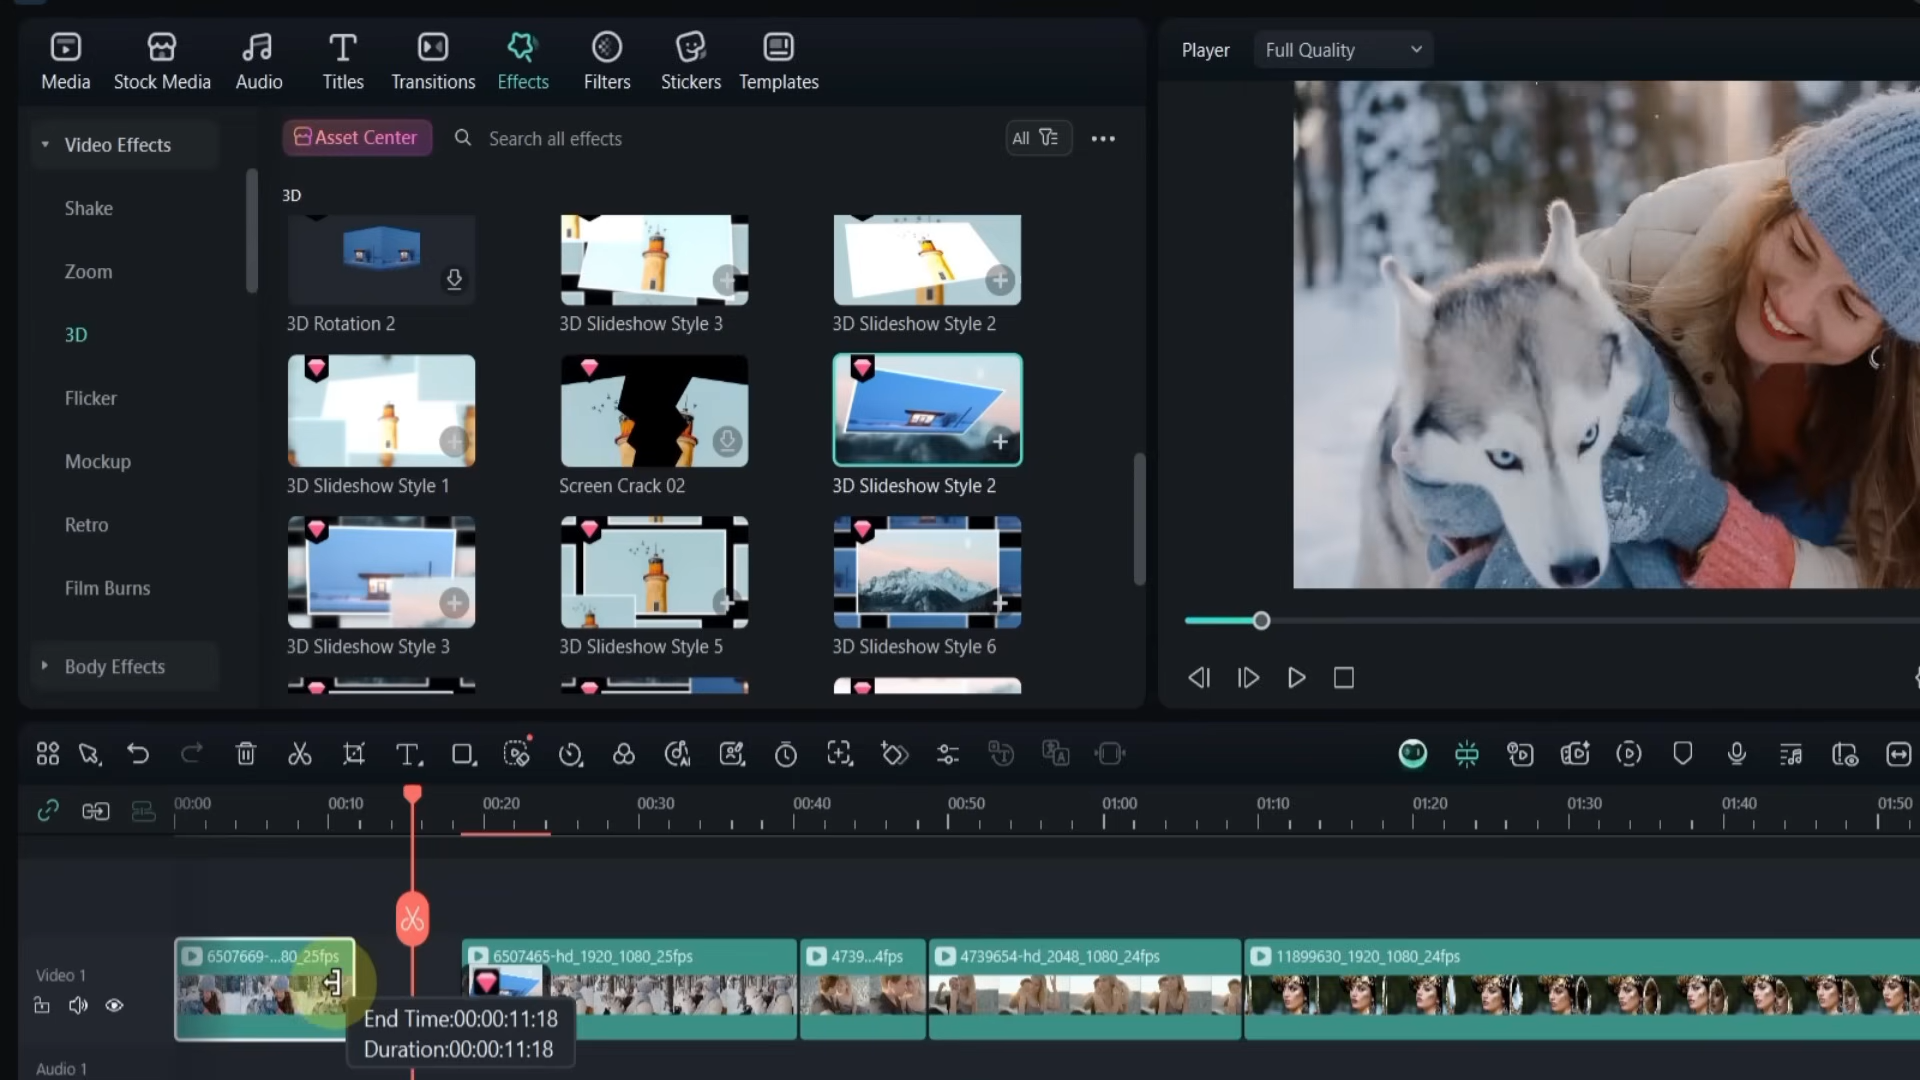 Media
Stock Media
Audio
Titles
Transitions
Effects
Filters
Stickers
Templates
Player
Full Quality
Video Effects
Shake
Zoom
3D
Flicker
Mockup
Retro
Film Burns
Body Effects
Asset Center
Search all effects
All
3D
3D Rotation 2
3D Slideshow Style 3
3D Slideshow Style 2
3D Slideshow Style 1
Screen Crack 02
3D Slideshow Style 2
3D Slideshow Style 3
3D Slideshow Style 5
3D Slideshow Style 6
00:00
00:10
00:20
00:30
00:40
00:50
01:00
01:10
01:20
01:30
01:40
01:50
Video 1
6507669-...80_25fps
6507465-hd_1920_1080_25fps
4739...4fps
4739654-hd_2048_1080_24fps
11899630_1920_1080_24fps
End Time:00:00:11:18
Duration:00:00:11:18
Audio 1